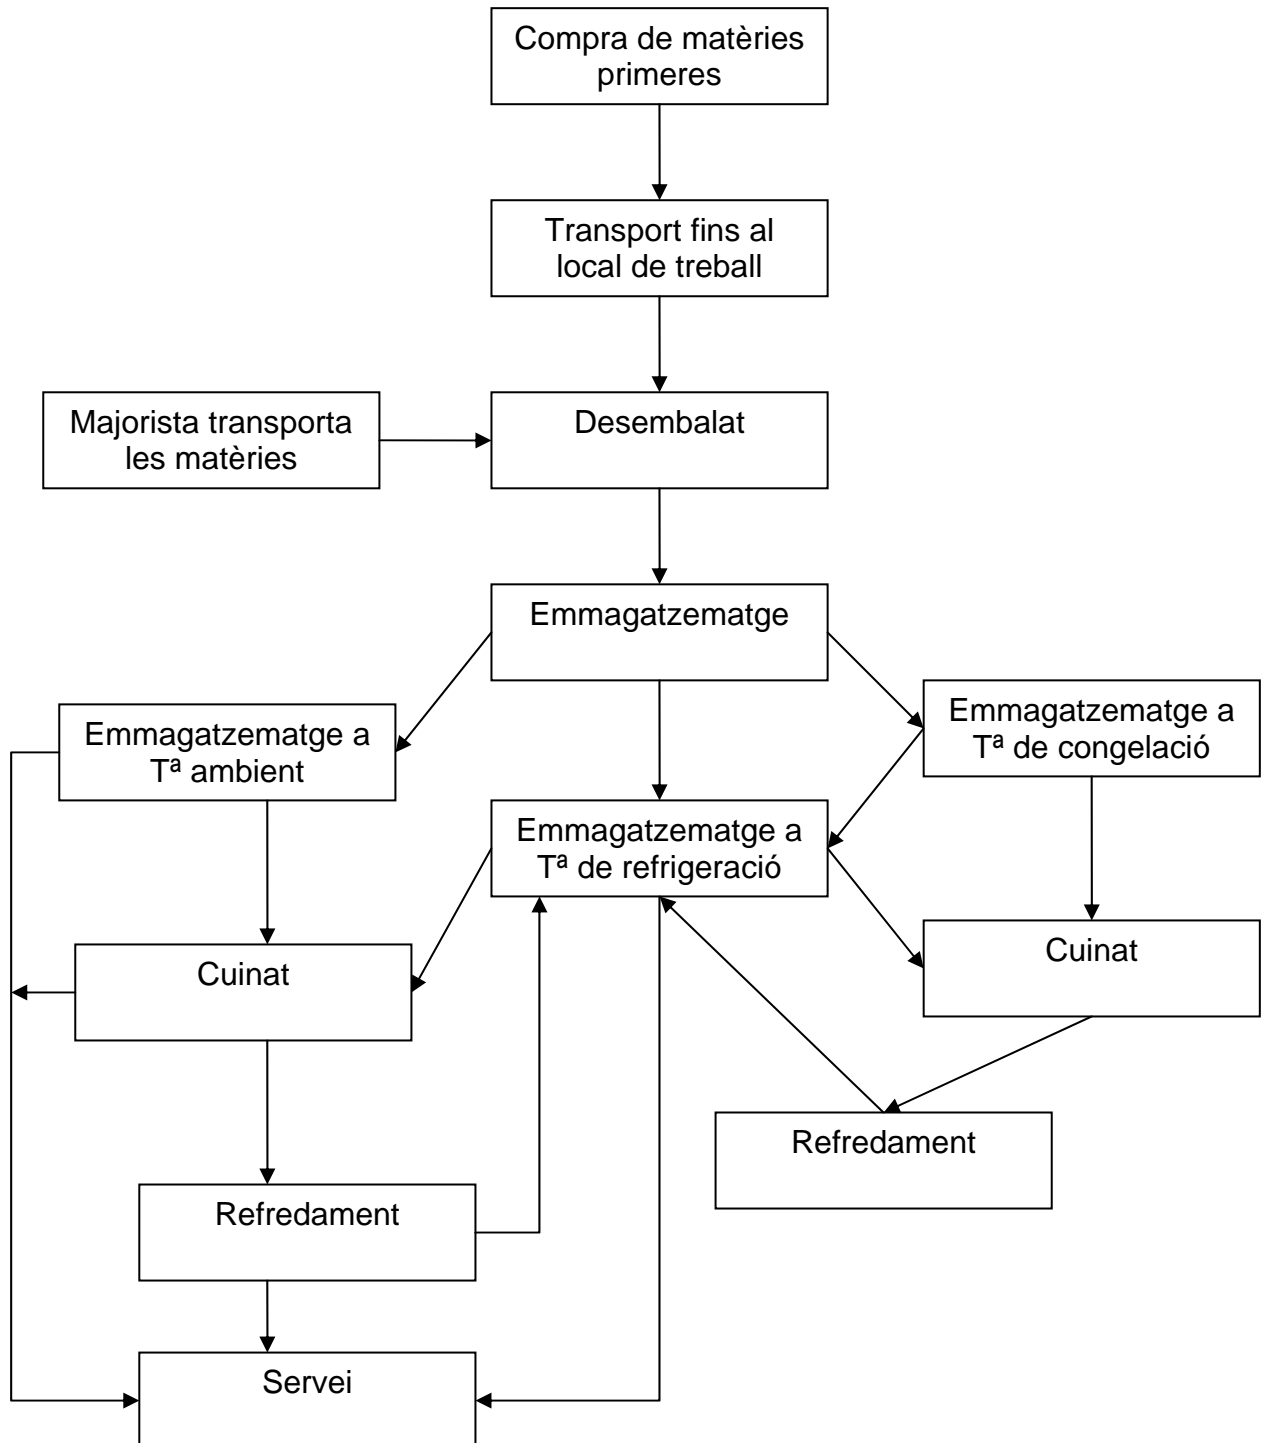 Compra de matèries
primeres
Transport fins al
local de treball
Majorista transporta
les matèries
Desembalat
Emmagatzematge
Emmagatzematge a
Tª ambient
Emmagatzematge a
Tª de congelació
Emmagatzematge a
Tª de refrigeració
Cuinat
Cuinat
Refredament
Refredament
Servei